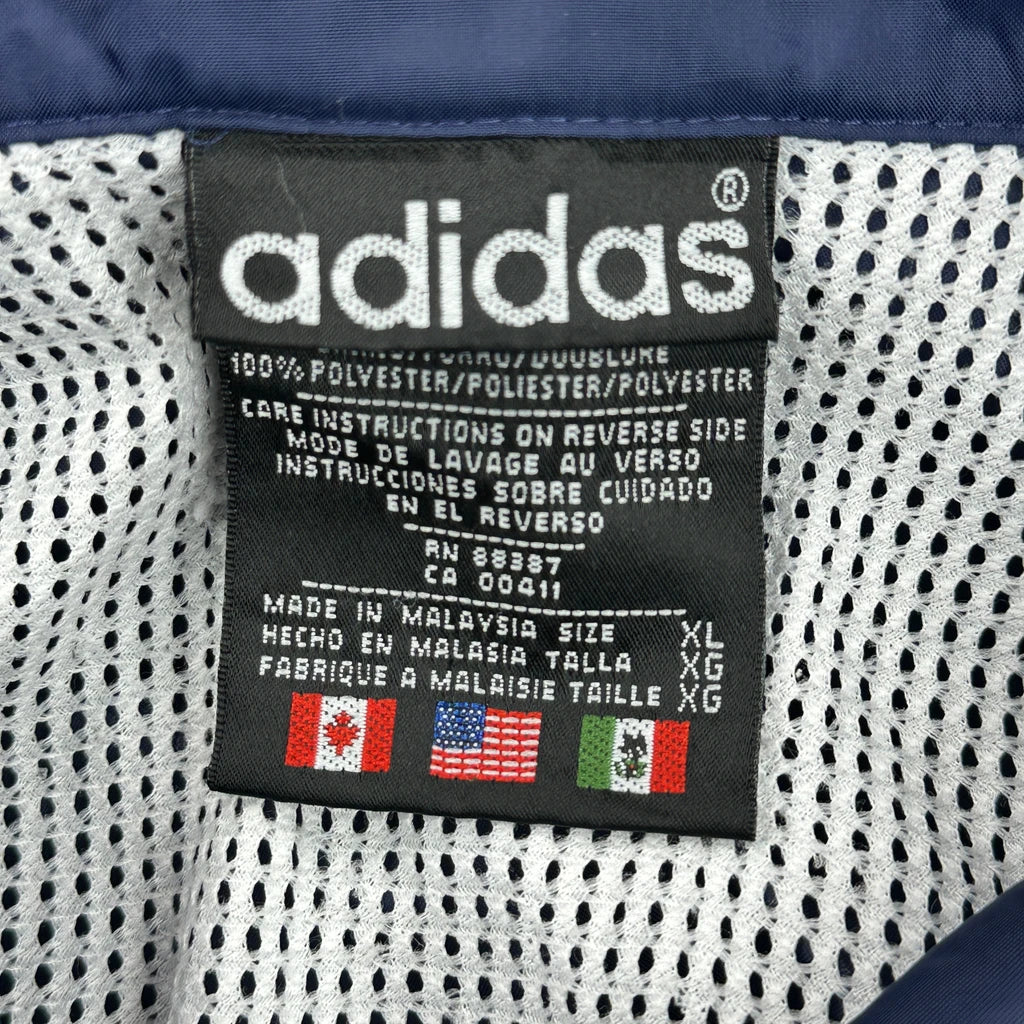 adidas®
100% POLYESTER/POLIESTER/POLYESTER
CARE INSTRUCTIONS ON REVERSE SIDE
MODE DE LAVAGE AU VERSO
INSTRUCCIONES SOBRE CUIDADO
EN EL REVERSO
RN 88387
CA 00411
MADE IN MALAYSIA SIZE XL
HECHO EN MALASIA TALLA XG
FABRIQUE A MALAISIE TAILLE XG